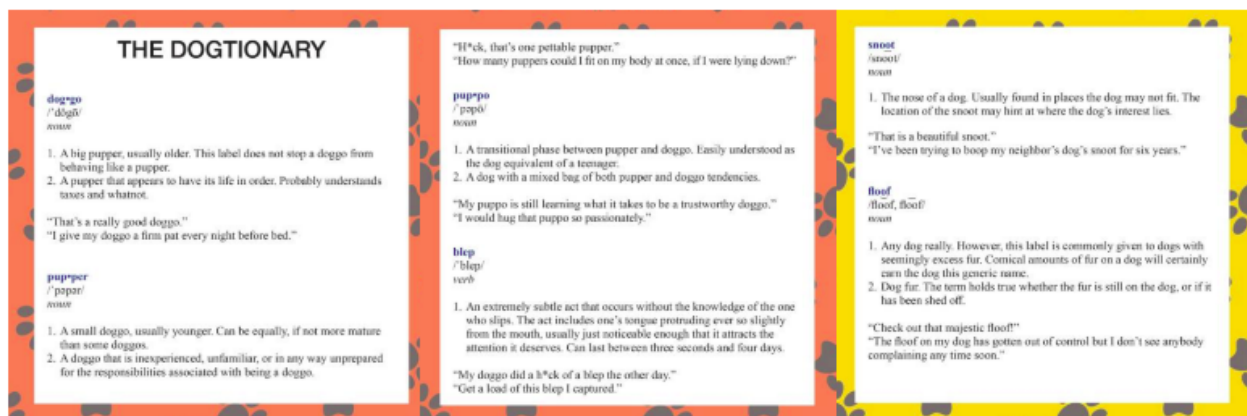 THE DOGTIONARY
dog•go
/ˈdôgō/
noun
1. A big pupper, usually older. This label does not stop a doggo from
behaving like a pupper.
2. A pupper that appears to have its life in order. Probably understands
taxes and whatnot.
“That’s a really good doggo.”
“I give my doggo a firm pat every night before bed.”
pup•per
/ˈpəpər/
noun
1. A small doggo, usually younger. Can be equally, if not more mature
than some doggos.
2. A doggo that is inexperienced, unfamiliar, or in any way unprepared
for the responsibilities associated with being a doggo.
“H*ck, that’s one pettable pupper.”
“How many puppers could I fit on my body at once, if I were lying down?”
pup•po
/ˈpəpō/
noun
1. A transitional phase between pupper and doggo. Easily understood as
the dog equivalent of a teenager.
2. A dog with a mixed bag of both pupper and doggo tendencies.
“My puppo is still learning what it takes to be a trustworthy doggo.”
“I would hug that puppo so passionately.”
blep
/ˈblep/
verb
1. An extremely subtle act that occurs without the knowledge of the one
who slips. The act includes one’s tongue protruding ever so slightly
from the mouth, usually just noticeable enough that it attracts the
attention it deserves. Can last between three seconds and four days.
“My doggo did a h*ck of a blep the other day.”
“Get a load of this blep I captured.”
snoot
/sno͞ot/
noun
1. The nose of a dog. Usually found in places the dog may not fit. The
location of the snoot may hint at where the dog’s interest lies.
“That is a beautiful snoot.”
“I’ve been trying to boop my neighbor’s dog’s snoot for six years.”
floof
/flo͝of, flo͞of/
noun
1. Any dog really. However, this label is commonly given to dogs with
seemingly excess fur. Comical amounts of fur on a dog will certainly
earn the dog this generic name.
2. Dog fur. The term holds true whether the fur is still on the dog, or if it
has been shed off.
“Check out that majestic floof!”
“The floof on my dog has gotten out of control but I don’t see anybody
complaining any time soon.”